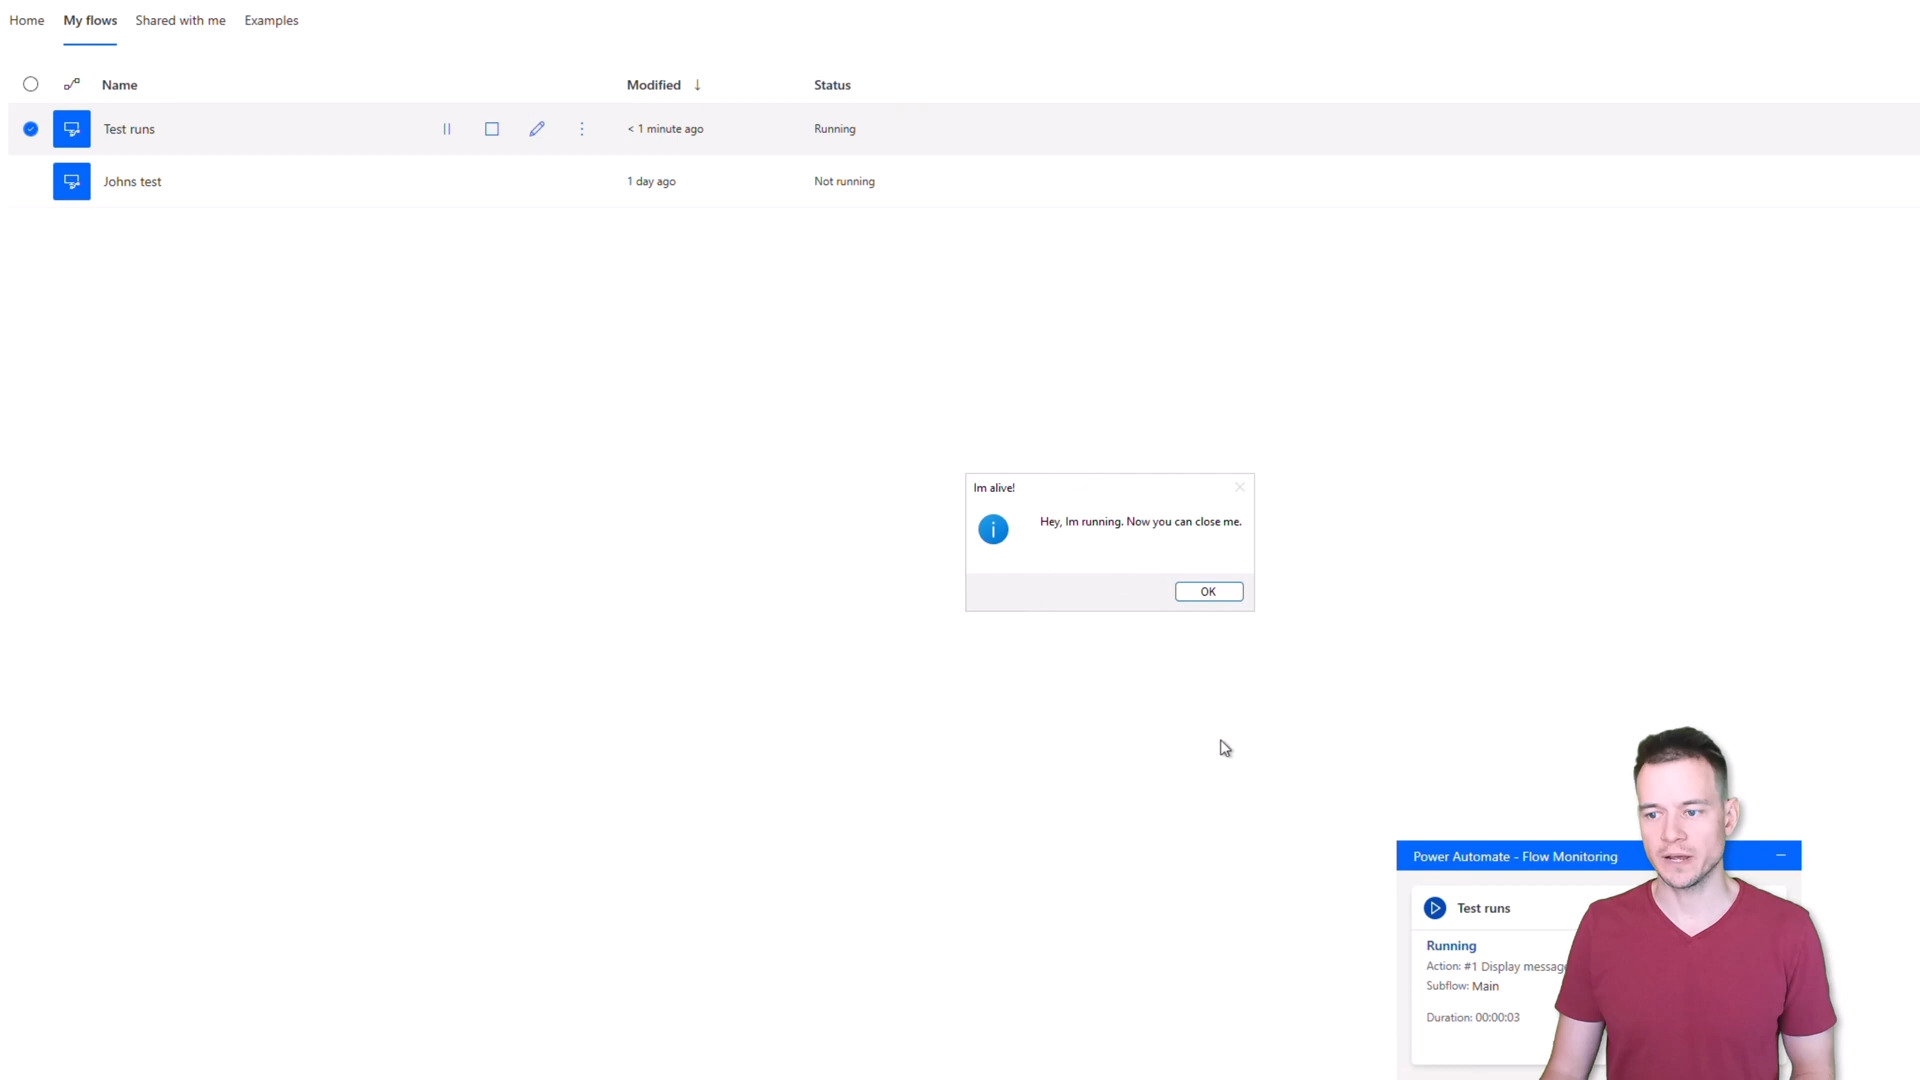 Home My flows Shared with me Examples
Name Modified ↓ Status
Test runs < 1 minute ago Running
Johns test 1 day ago Not running
Im alive!
Hey, Im running. Now you can close me.
OK
Power Automate - Flow Monitoring
Test runs
Running
Action: #1 Display
Subflow: Main
Duration: 00:00:03